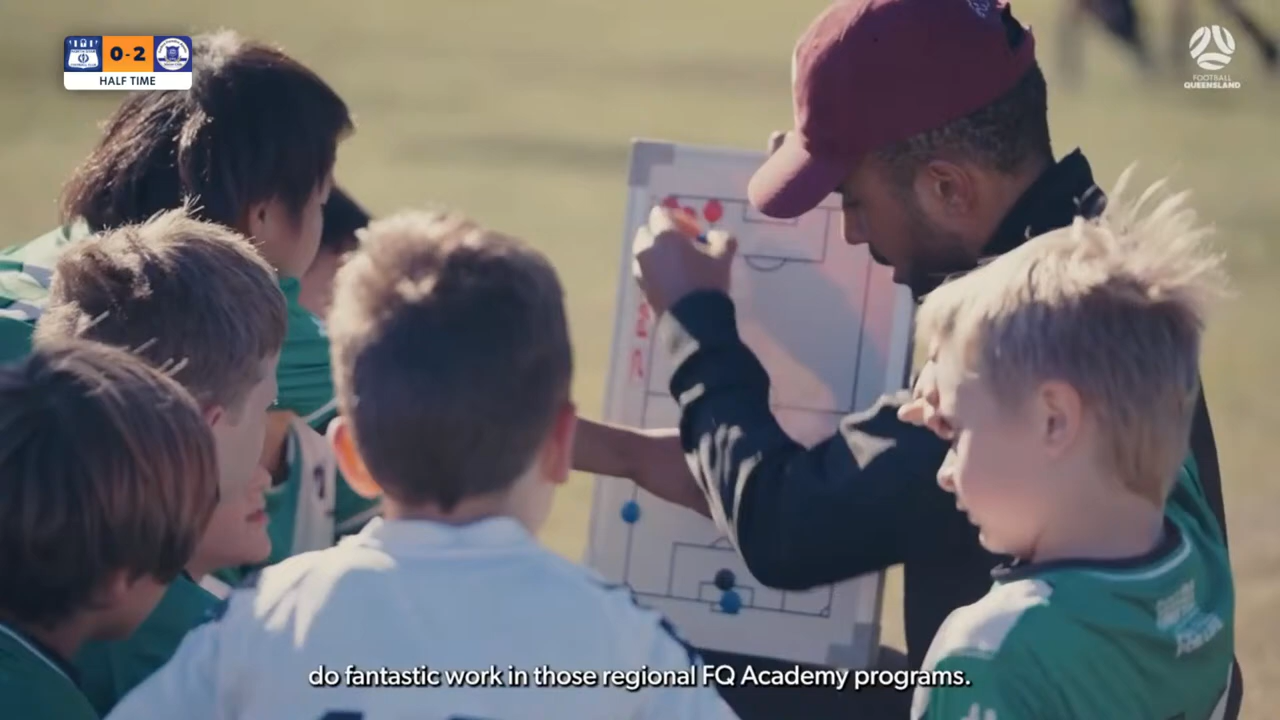 0-2
HALF TIME
FOOTBALL
QUEENSLAND
do fantastic work in those regional FQ Academy programs.